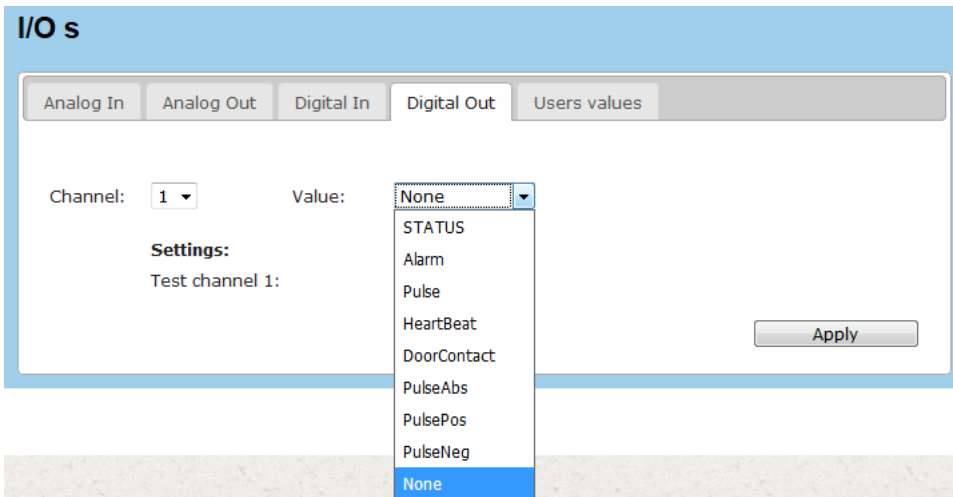 I/O s
Analog In Analog Out Digital In Digital Out Users values
Channel: 1 Value: None
STATUS
Settings:
Alarm
Test channel 1:
Pulse
HeartBeat
Apply
DoorContact
PulseAbs
PulsePos
PulseNeg
None